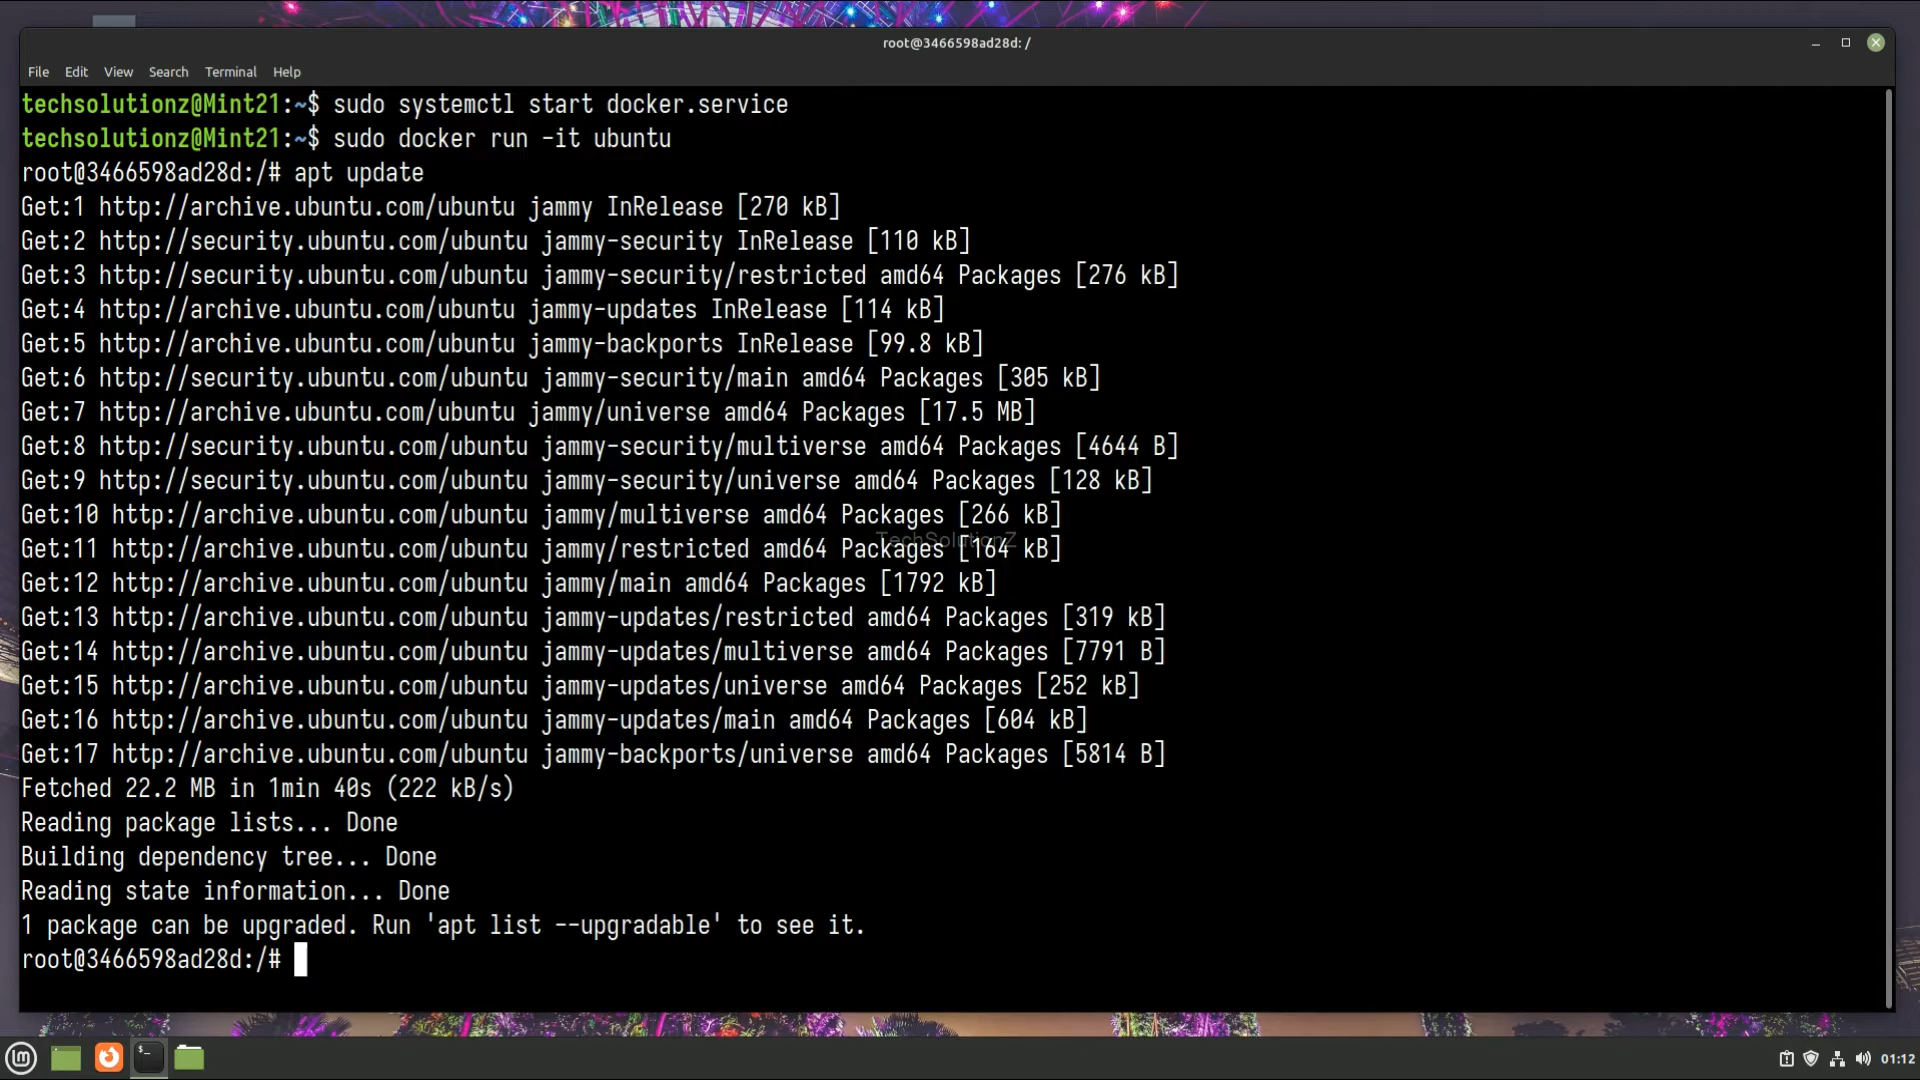 root@3466598ad28d: /
File Edit View Search Terminal Help
techsolutionz@Mint21:~$ sudo systemctl start docker.service
techsolutionz@Mint21:~$ sudo docker run -it ubuntu
root@3466598ad28d:/# apt update
Get:1 http://archive.ubuntu.com/ubuntu jammy InRelease [270 kB]
Get:2 http://security.ubuntu.com/ubuntu jammy-security InRelease [110 kB]
Get:3 http://security.ubuntu.com/ubuntu jammy-security/restricted amd64 Packages [276 kB]
Get:4 http://archive.ubuntu.com/ubuntu jammy-updates InRelease [114 kB]
Get:5 http://archive.ubuntu.com/ubuntu jammy-backports InRelease [99.8 kB]
Get:6 http://security.ubuntu.com/ubuntu jammy-security/main amd64 Packages [305 kB]
Get:7 http://archive.ubuntu.com/ubuntu jammy/universe amd64 Packages [17.5 MB]
Get:8 http://security.ubuntu.com/ubuntu jammy-security/multiverse amd64 Packages [4644 B]
Get:9 http://security.ubuntu.com/ubuntu jammy-security/universe amd64 Packages [128 kB]
Get:10 http://archive.ubuntu.com/ubuntu jammy/multiverse amd64 Packages [266 kB]
TechSolutionZ
Get:11 http://archive.ubuntu.com/ubuntu jammy/restricted amd64 Packages [164 kB]
Get:12 http://archive.ubuntu.com/ubuntu jammy/main amd64 Packages [1792 kB]
Get:13 http://archive.ubuntu.com/ubuntu jammy-updates/restricted amd64 Packages [319 kB]
Get:14 http://archive.ubuntu.com/ubuntu jammy-updates/multiverse amd64 Packages [7791 B]
Get:15 http://archive.ubuntu.com/ubuntu jammy-updates/universe amd64 Packages [252 kB]
Get:16 http://archive.ubuntu.com/ubuntu jammy-updates/main amd64 Packages [604 kB]
Get:17 http://archive.ubuntu.com/ubuntu jammy-backports/universe amd64 Packages [5814 B]
Fetched 22.2 MB in 1min 40s (222 kB/s)
Reading package lists... Done
Building dependency tree... Done
Reading state information... Done
1 package can be upgraded. Run 'apt list --upgradable' to see it.
root@3466598ad28d:/#
01:12